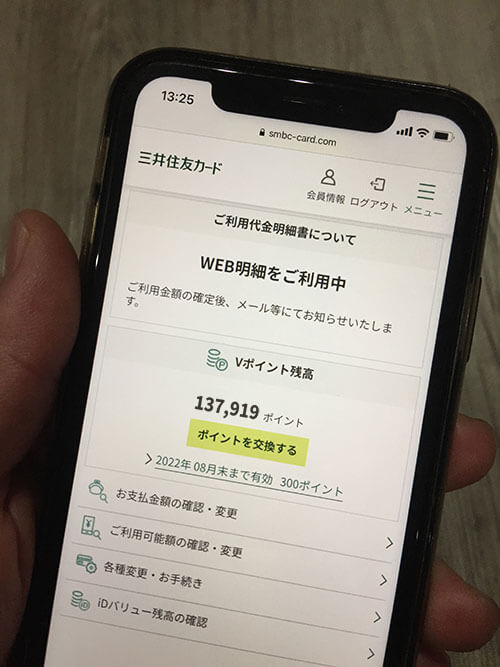 13:25
smbc-card.com
三井住友カード
会員情報 ログアウト メニュー
ご利用代金明細書について
WEB明細をご利用中
ご利用金額の確定後、メール等にてお知らせいたしま
す。
Vポイント残高
137,919 ポイント
ポイントを交換する
2022年 08月末まで有効 300ポイント
お支払金額の確認・変更
ご利用可能額の確認・変更
各種変更・お手続き
iDバリュー残高の確認